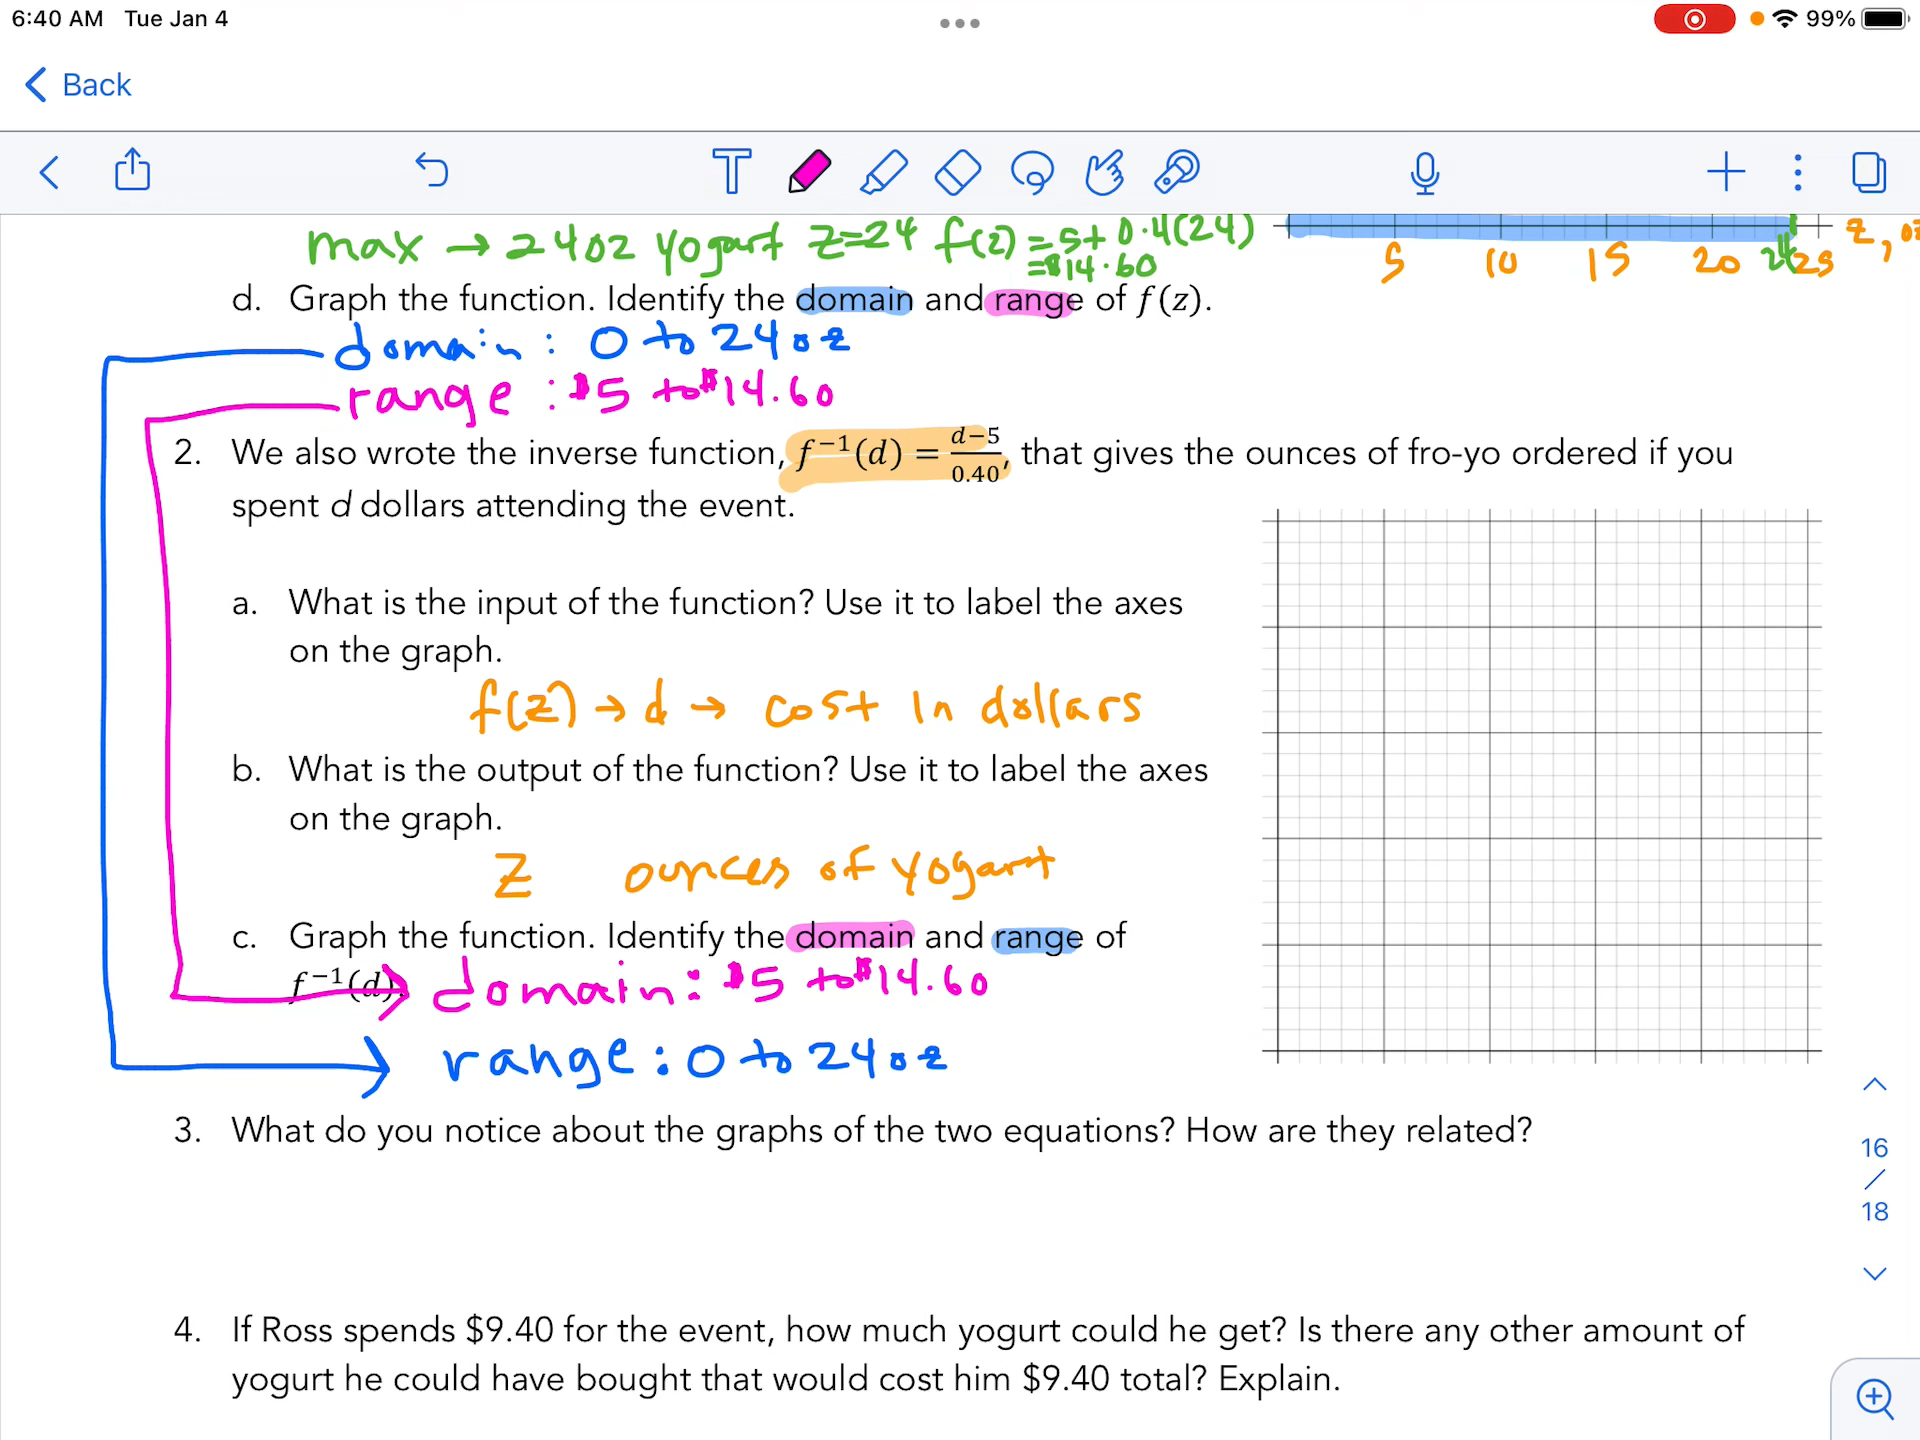 6:40 AM Tue Jan 4
99%
Back
max → 24oz yogart z=24 f(z) = 5+ 0.4(24)
=$14.60
5 10 15 20 24 25 z, oz
d. Graph the function. Identify the domain and range of f(z).
domain: 0 to 24oz
range: $5 to $14.60
2. We also wrote the inverse function, f⁻¹(d) = (d−5)/0.40, that gives the ounces of fro-yo ordered if you
spent d dollars attending the event.
a. What is the input of the function? Use it to label the axes
on the graph.
f(z) → d → cost in dollars
b. What is the output of the function? Use it to label the axes
on the graph.
z ounces of yogart
c. Graph the function. Identify the domain and range of
f⁻¹(d). domain: $5 to $14.60
range: 0 to 24oz
3. What do you notice about the graphs of the two equations? How are they related?
16
/
18
4. If Ross spends $9.40 for the event, how much yogurt could he get? Is there any other amount of
yogurt he could have bought that would cost him $9.40 total? Explain.